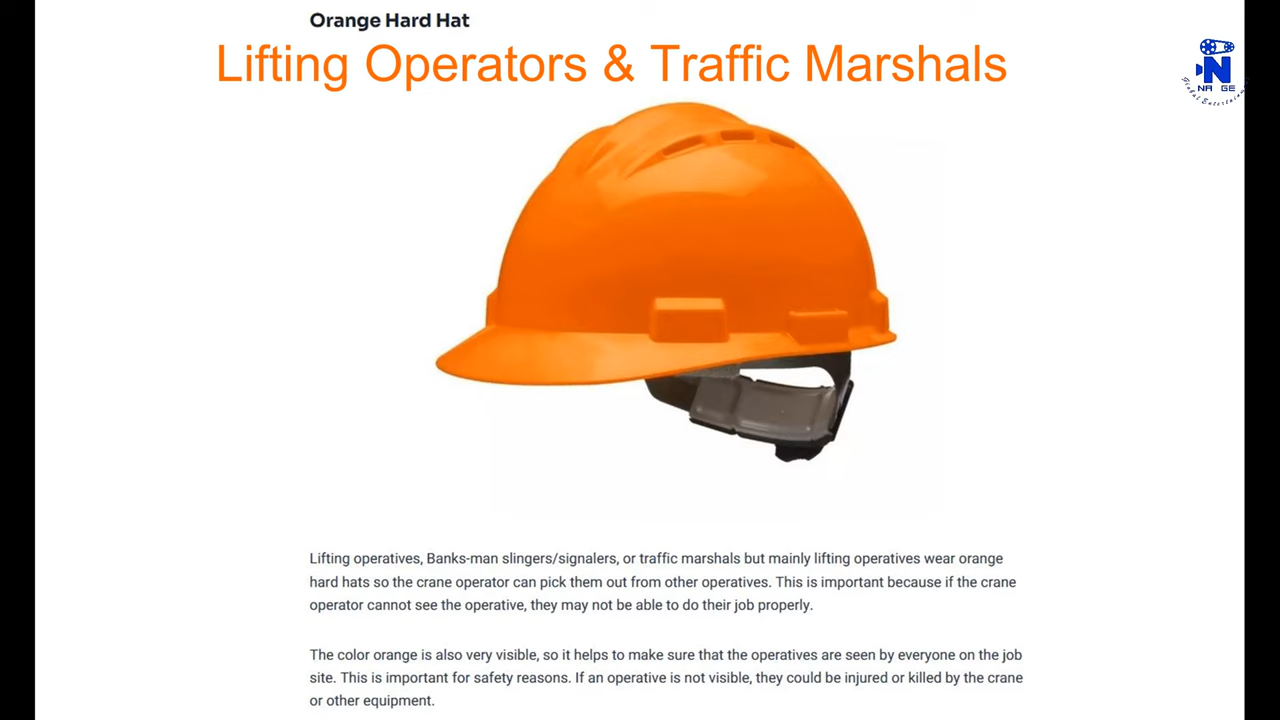 Orange Hard Hat
Lifting Operators & Traffic Marshals
N
NA GE
Global Entertainment
Lifting operatives, Banks-man slingers/signalers, or traffic marshals but mainly lifting operatives wear orange
hard hats so the crane operator can pick them out from other operatives. This is important because if the crane
operator cannot see the operative, they may not be able to do their job properly.
The color orange is also very visible, so it helps to make sure that the operatives are seen by everyone on the job
site. This is important for safety reasons. If an operative is not visible, they could be injured or killed by the crane
or other equipment.